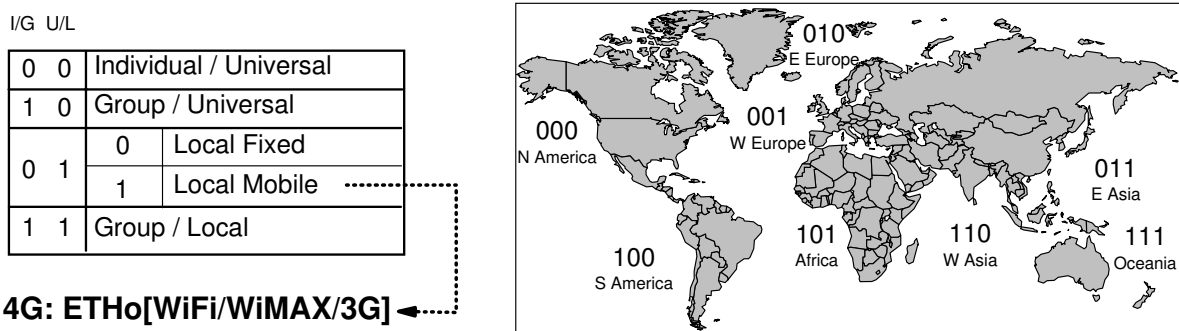 I/G U/L
0 0 Individual / Universal
1 0 Group / Universal
0 1
0 Local Fixed
1 Local Mobile
1 1 Group / Local
4G: ETHo[WiFi/WiMAX/3G]
010
E Europe
001
W Europe
000
N America
011
E Asia
101
Africa
110
W Asia
111
Oceania
100
S America